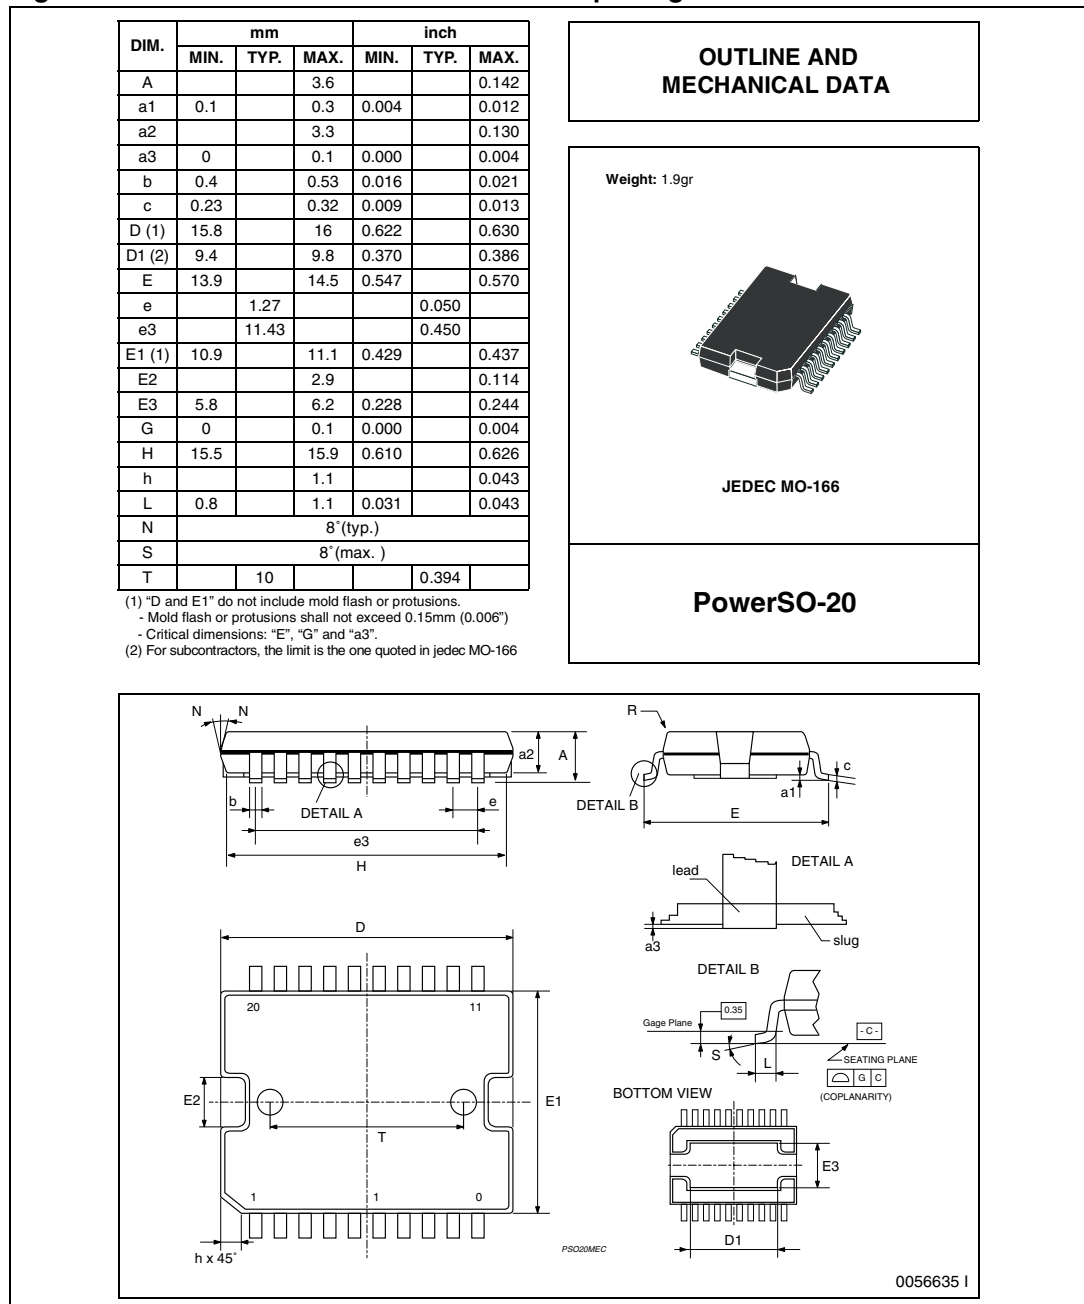 DIM. mm inch
MIN. TYP. MAX. MIN. TYP. MAX.
A 3.6 0.142
a1 0.1 0.3 0.004 0.012
a2 3.3 0.130
a3 0 0.1 0.000 0.004
b 0.4 0.53 0.016 0.021
c 0.23 0.32 0.009 0.013
D (1) 15.8 16 0.622 0.630
D1 (2) 9.4 9.8 0.370 0.386
E 13.9 14.5 0.547 0.570
e 1.27 0.050
e3 11.43 0.450
E1 (1) 10.9 11.1 0.429 0.437
E2 2.9 0.114
E3 5.8 6.2 0.228 0.244
G 0 0.1 0.000 0.004
H 15.5 15.9 0.610 0.626
h 1.1 0.043
L 0.8 1.1 0.031 0.043
N 8˚(typ.)
S 8˚(max. )
T 10 0.394
(1) “D and E1” do not include mold flash or protusions.
- Mold flash or protusions shall not exceed 0.15mm (0.006”)
- Critical dimensions: “E”, “G” and “a3”.
(2) For subcontractors, the limit is the one quoted in jedec MO-166
OUTLINE AND
MECHANICAL DATA
Weight: 1.9gr
JEDEC MO-166
PowerSO-20
N N
a2 A
b
DETAIL A
e
e3
H
R
DETAIL B
E
a1
c
DETAIL A
lead
slug
a3
DETAIL B
0.35
Gage Plane
- C -
S
L
SEATING PLANE
G C
(COPLANARITY)
D
20 11
E2
T
E1
1 1 0
h x 45˚
PSO20MEC
BOTTOM VIEW
E3
D1
0056635 I